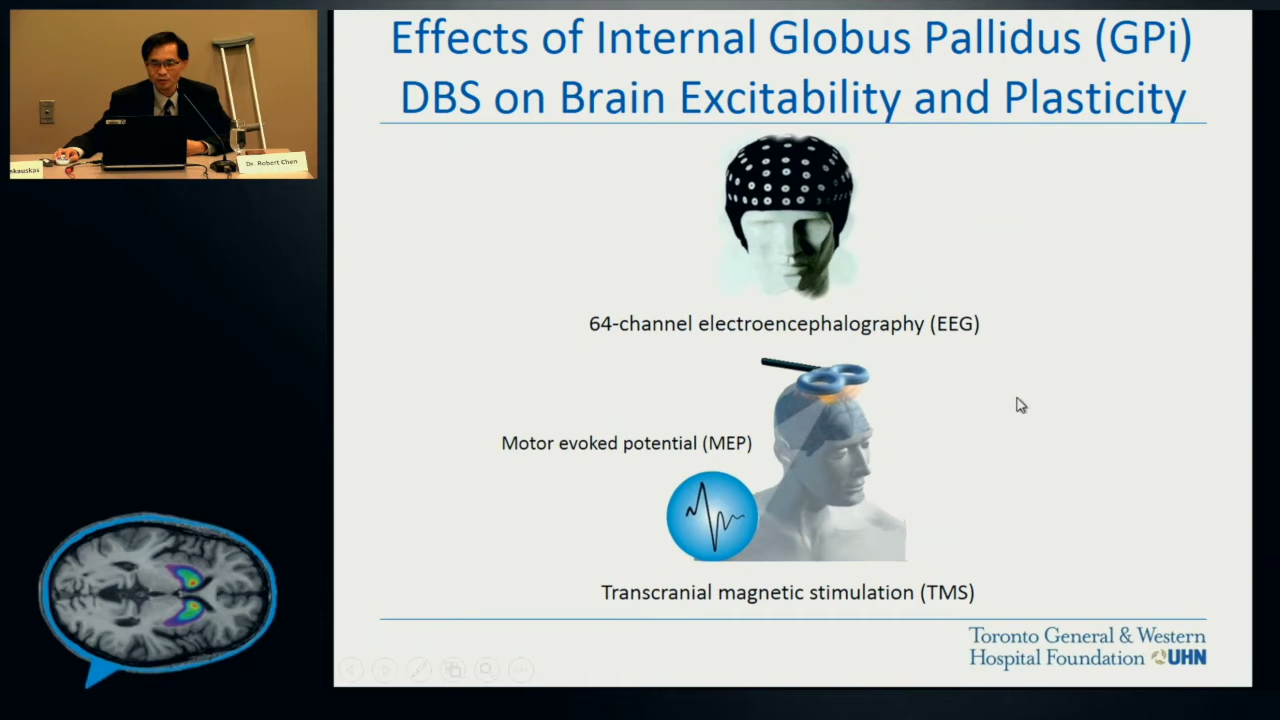 Effects of Internal Globus Pallidus (GPi)
DBS on Brain Excitability and Plasticity
skauskas
Dr. Robert Chen
64-channel electroencephalography (EEG)
Motor evoked potential (MEP)
Transcranial magnetic stimulation (TMS)
Toronto General & Western
Hospital Foundation UHN